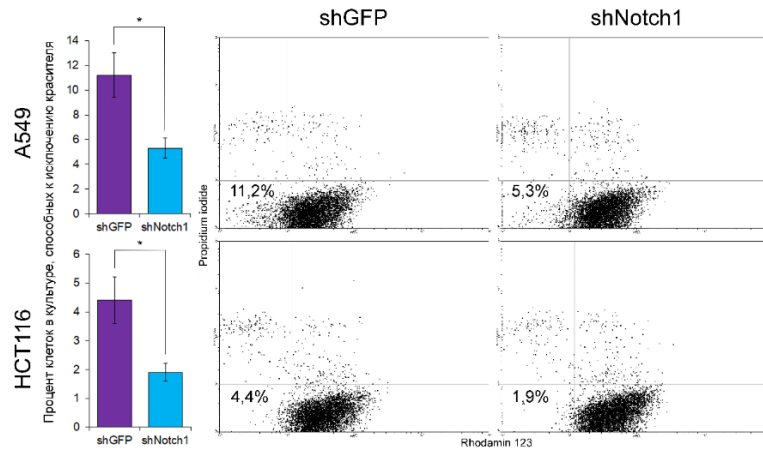 shGFP
shNotch1
A549
HCT116
Процент клеток в культуре, способных к исключению красителя
*
14
12
10
8
6
4
2
0
shGFP
shNotch1
11,2%
5,3%
Propidium iodide
*
6
5
4
3
2
1
0
shGFP
shNotch1
4,4%
1,9%
Rhodamin 123